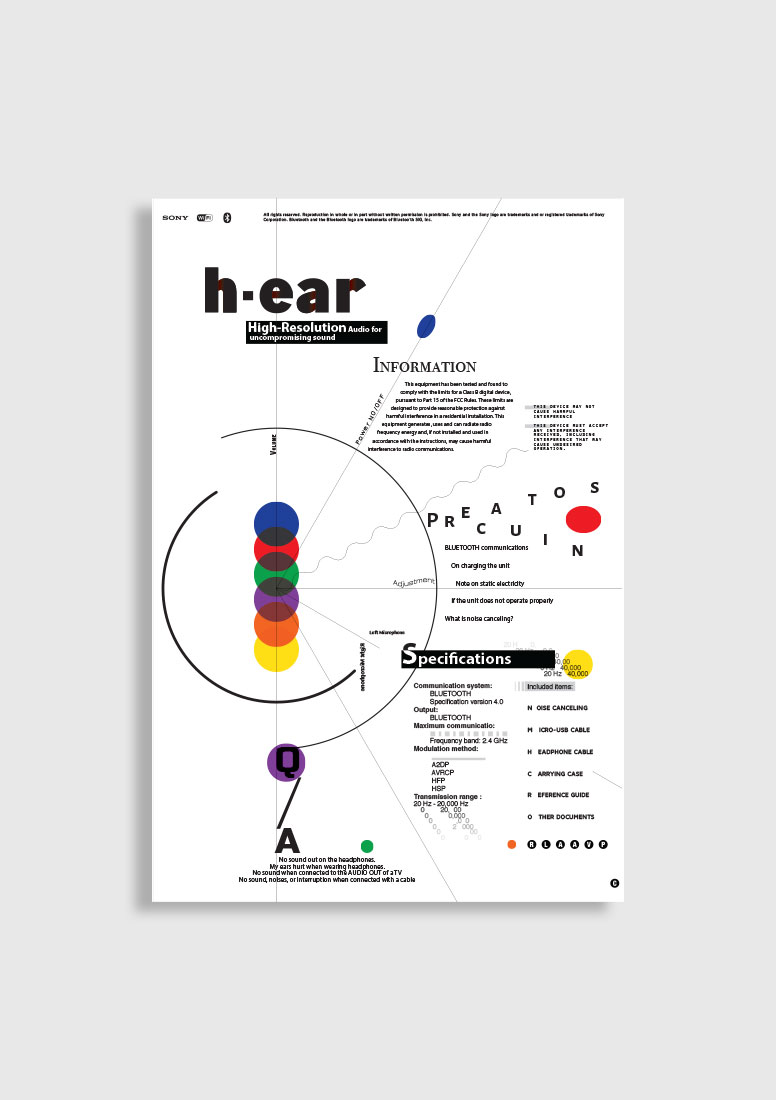 SONY
Wi Fi
All rights reserved. Reproduction in whole or in part without written permission is prohibited. Sony and the Sony logo are trademarks and or registered trademarks of Sony
Corporation. Bluetooth and the Bluetooth logo are trademarks of Bluetooth SIG, Inc.
h·ear
High-Resolution Audio for
uncompromising sound
INFORMATION
This equipment has been tested and found to
comply with the limits for a Class B digital device,
pursuant to Part 15 of the FCC Rules. These limits are
designed to provide reasonable protection against
harmful interference in a residential installation. This
equipment generates, uses and can radiate radio
frequency energy and, if not installed and used in
accordance with the instructions, may cause harmful
interference to radio communications.
THIS DEVICE MAY NOT
CAUSE HARMFUL
INTERFERENCE
THIS DEVICE MUST ACCEPT
ANY INTERFERENCE
RECEIVED, INCLUDING
INTERFERENCE THAT MAY
CAUSE UNDESIRED
OPERATION.
Power NO/OFF
Volume
PRECAUTIONS
BLUETOOTH communications
On charging the unit
Note on static electricity
If the unit does not operate properly
What is noise canceling?
Adjustment
Left Microphone
Right Microphone
Specifications
20 Hz 40,000
Communication system:
BLUETOOTH
Specification version 4.0
Output:
BLUETOOTH
Maximum communicatio:
Frequency band: 2.4 GHz
Modulation method:
A2DP
AVRCP
HFP
HSP
Transmission range :
20 Hz - 20,000 Hz
Included items:
N OISE CANCELING
M ICRO-USB CABLE
H EADPHONE CABLE
C ARRYING CASE
R EFERENCE GUIDE
O THER DOCUMENTS
R L A A V P
Q
A
No sound out on the headphones.
My ears hurt when wearing headphones.
No sound when connected to the AUDIO OUT of a TV
No sound, noises, or interruption when connected with a cable